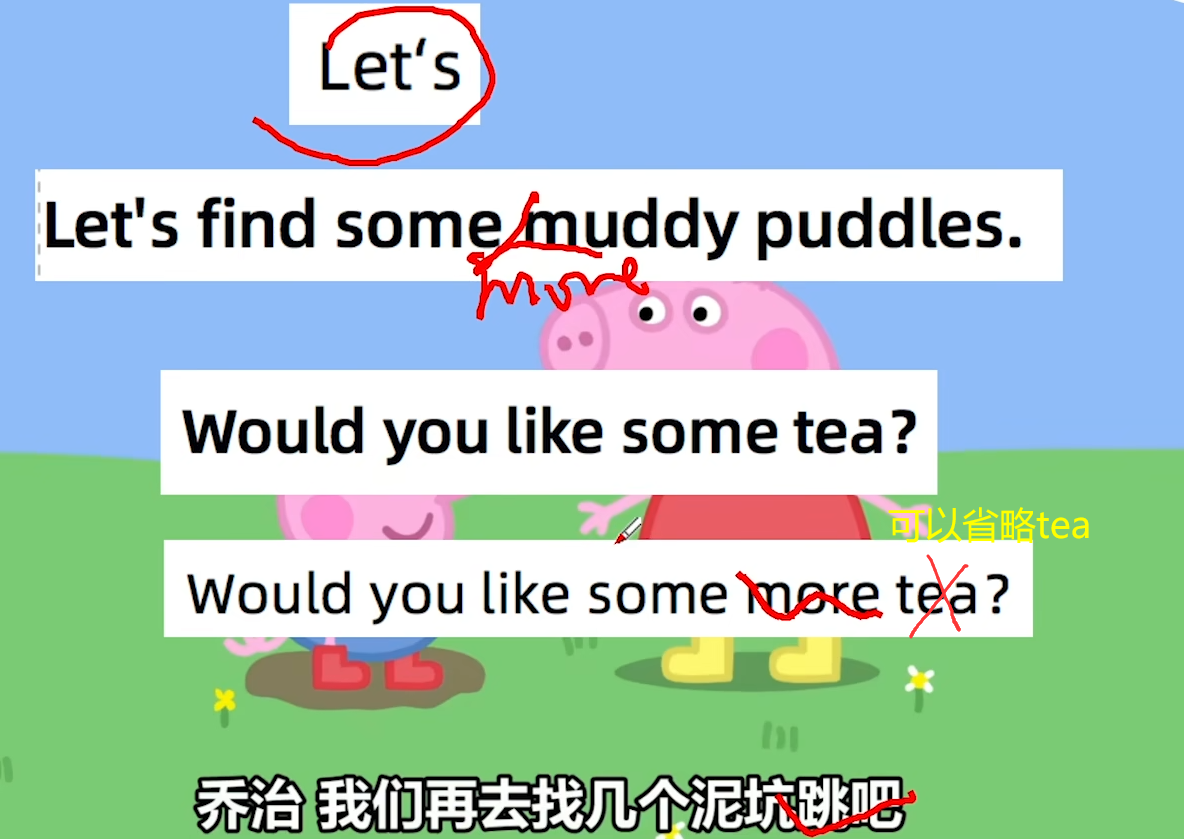 Let‘s
Let's find some muddy puddles.
more
Would you like some tea?
可以省略tea
Would you like some more tea?
乔治 我们再去找几个泥坑跳吧